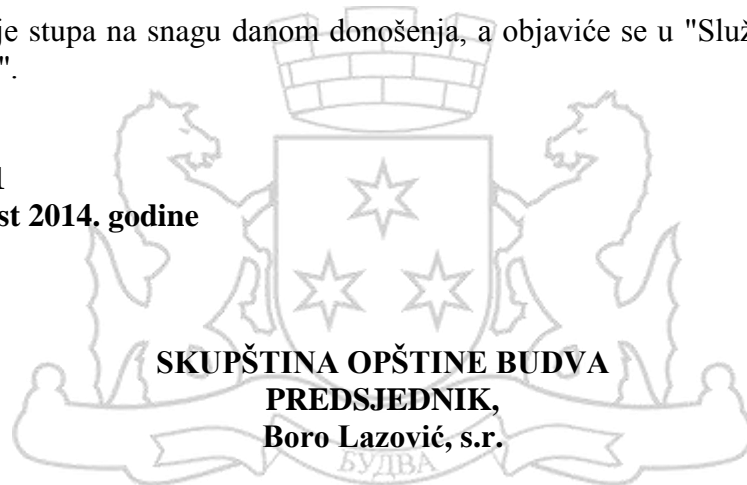 je stupa na snagu danom donošenja, a objaviće se u "Služ
".
1
st 2014. godine
SKUPŠTINA OPŠTINE BUDVA
PREDSJEDNIK,
Boro Lazović, s.r.
БУДВА